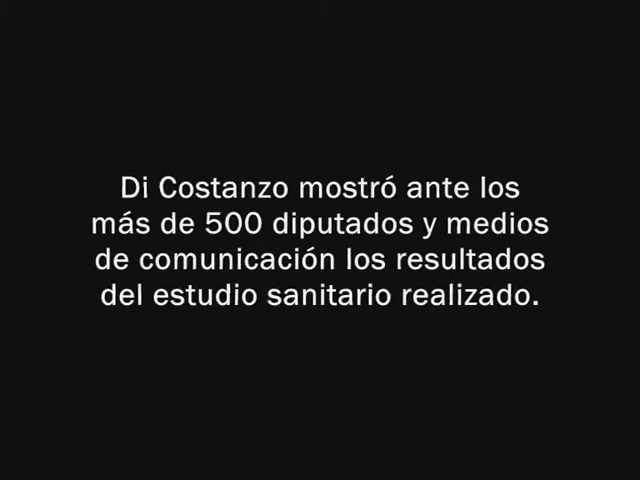 Di Costanzo mostró ante los
más de 500 diputados y medios
de comunicación los resultados
del estudio sanitario realizado.